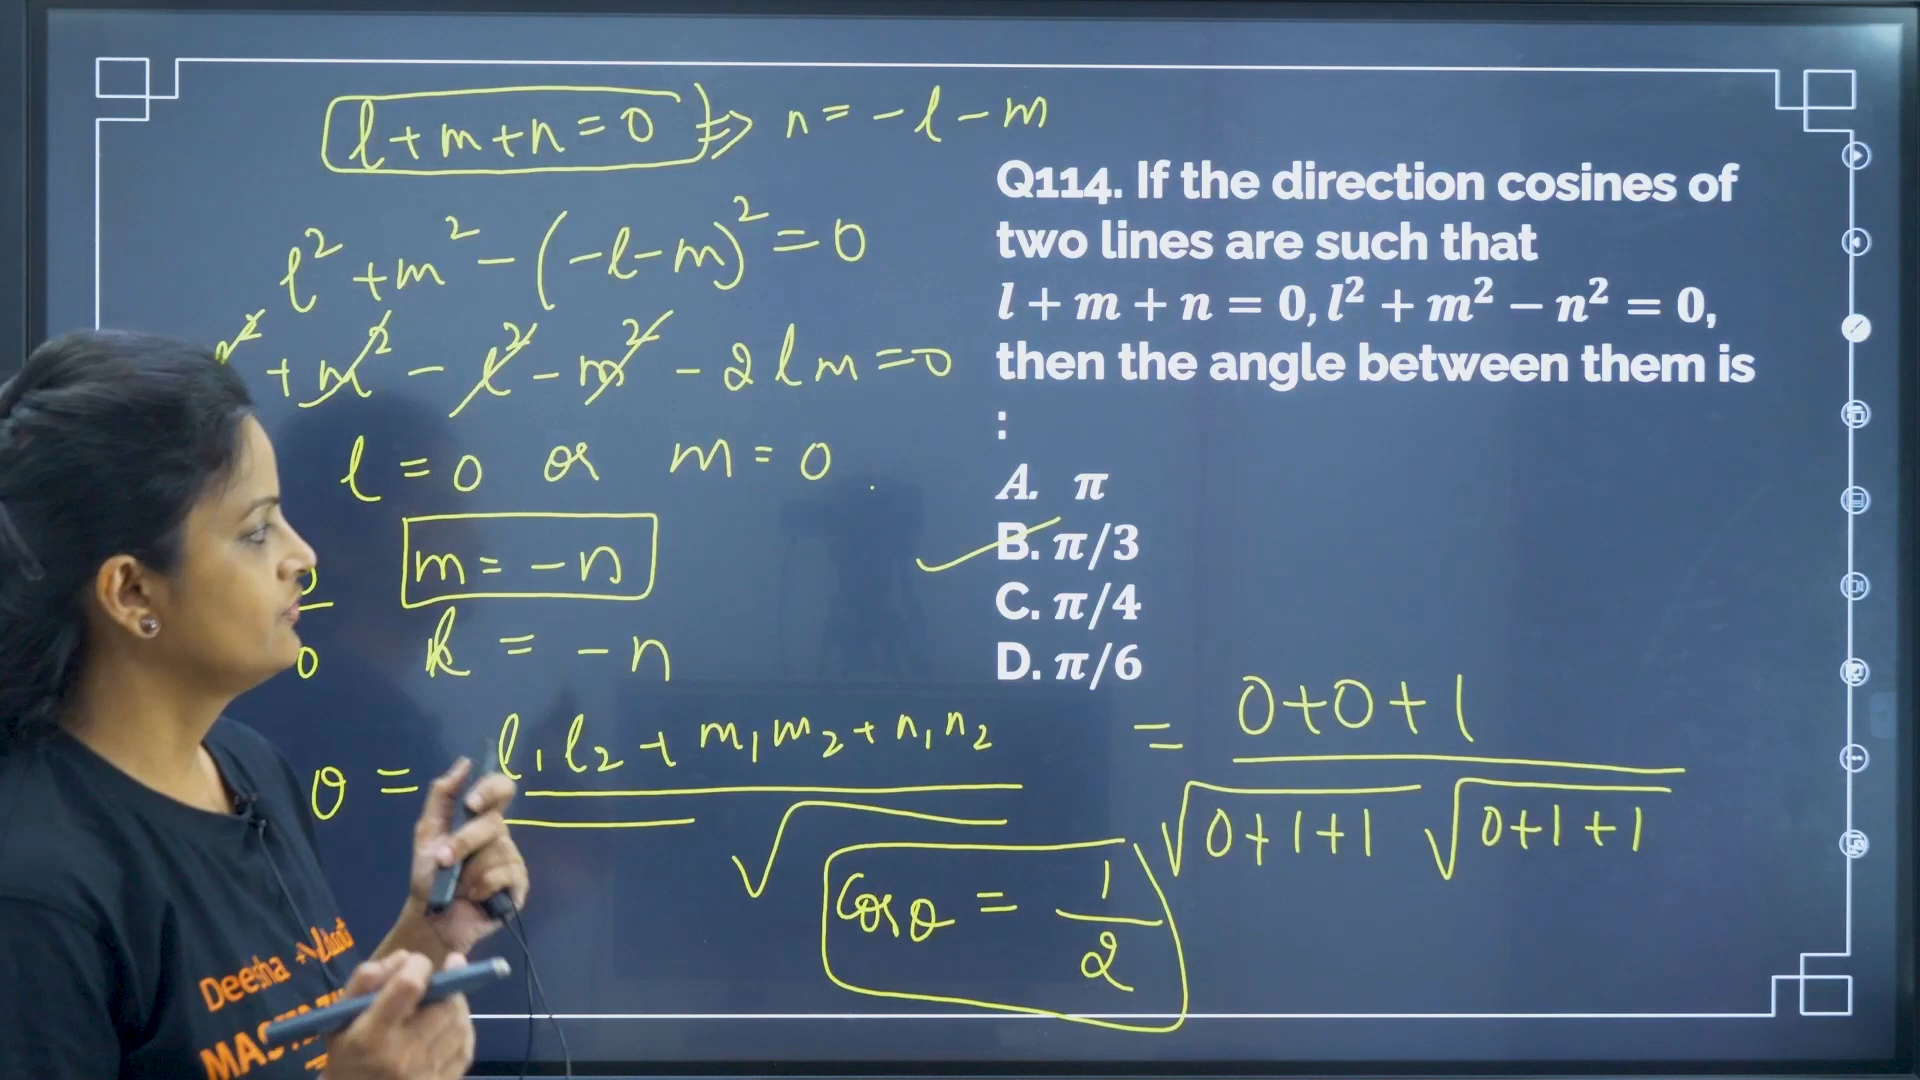 l + m + n = 0 ⇒ n = - l - m
l² + m² - (-l - m)² = 0
+ m² - l² - m² - 2lm = 0
l = 0 or m = 0
m = - n
k = - n
θ = l₁l₂ + m₁m₂ + n₁n₂ / √
= 0+0+1 / √0+1+1 √0+1+1
cosθ = 1/2
Q114. If the direction cosines of
two lines are such that
l + m + n = 0, l² + m² − n² = 0,
then the angle between them is
:
A. π
B. π/3
C. π/4
D. π/6
Deesha